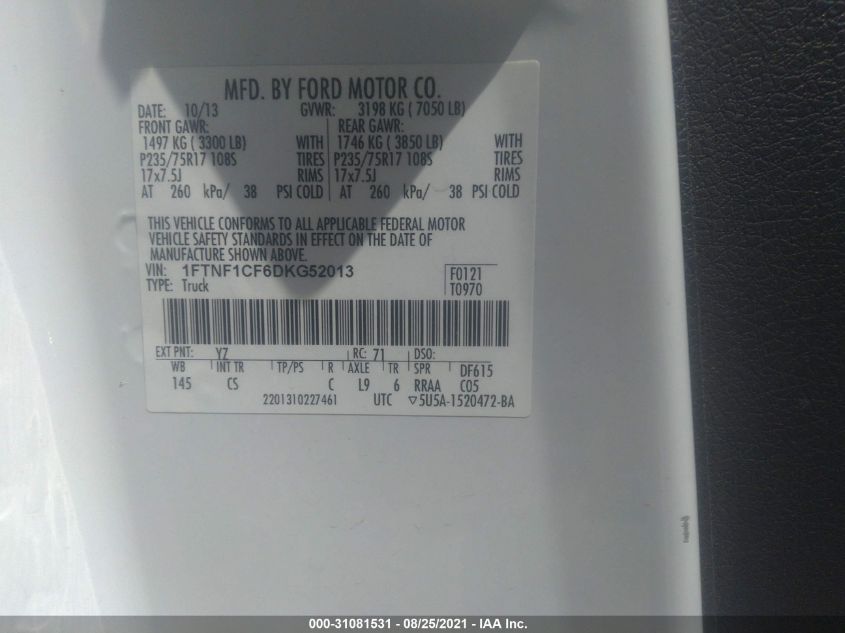 MFD. BY FORD MOTOR CO.
DATE: 10/13 GVWR: 3198 KG ( 7050 LB)
FRONT GAWR: REAR GAWR:
1497 KG ( 3300 LB) WITH 1746 KG ( 3850 LB) WITH
P235/75R17 108S TIRES P235/75R17 108S TIRES
17x7.5J RIMS 17x7.5J RIMS
AT 260 kPa/ 38 PSI COLD AT 260 kPa/ 38 PSI COLD
THIS VEHICLE CONFORMS TO ALL APPLICABLE FEDERAL MOTOR
VEHICLE SAFETY STANDARDS IN EFFECT ON THE DATE OF
MANUFACTURE SHOWN ABOVE.
VIN: 1FTNF1CF6DKG52013 F0121
TYPE: Truck T0970
EXT PNT: YZ RC: 71 DSO:
WB INT TR TP/PS R AXLE TR SPR DF615
145 CS C L9 6 RRAA C05
2201310227461 UTC ▽5U5A-1520472-BA
000-31081531 - 08/25/2021 - IAA Inc.